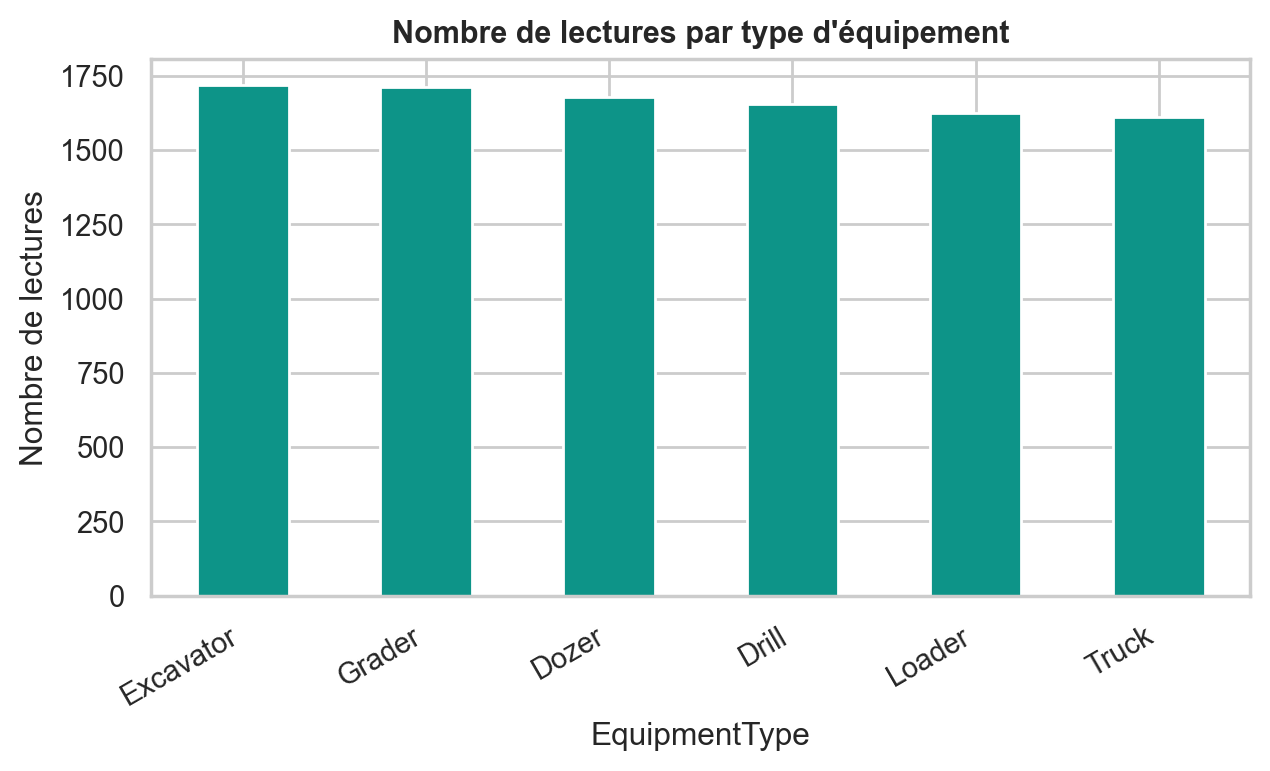 Nombre de lectures par type d'équipement
Nombre de lectures
1750
1500
1250
1000
750
500
250
0
Excavator
Grader
Dozer
Drill
Loader
Truck
EquipmentType